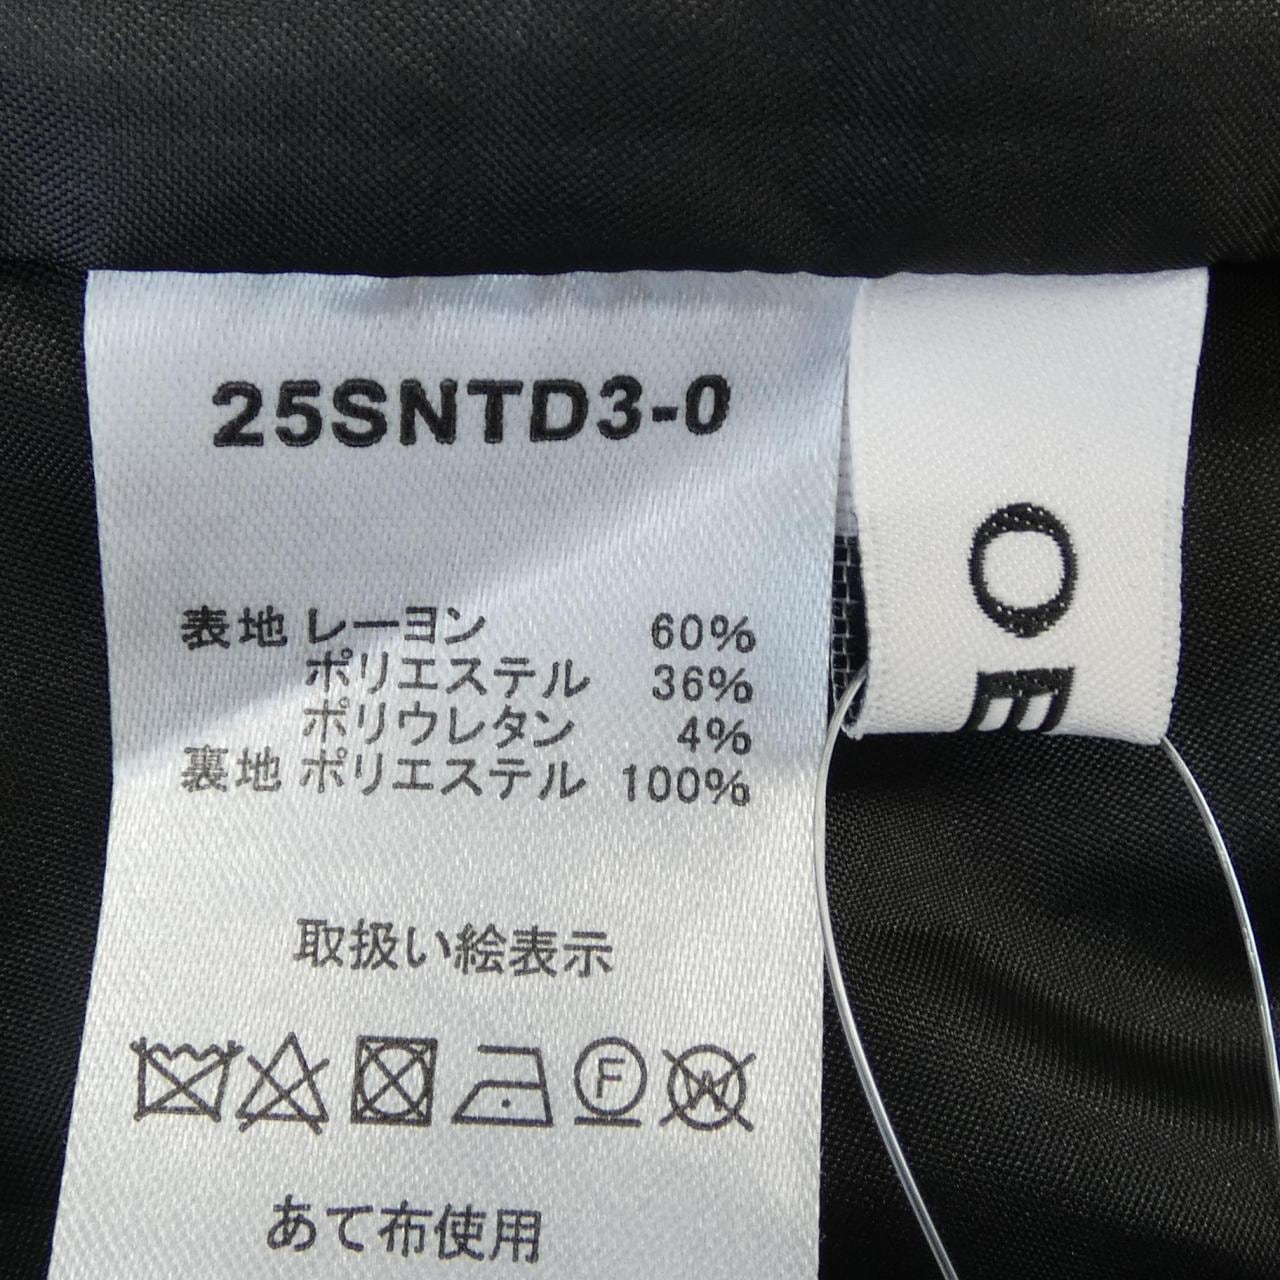 25SNTD3-0
表地 レーヨン 60%
ポリエステル 36%
ポリウレタン 4%
裏地 ポリエステル 100%
取扱い絵表示
F W
あて布使用
O